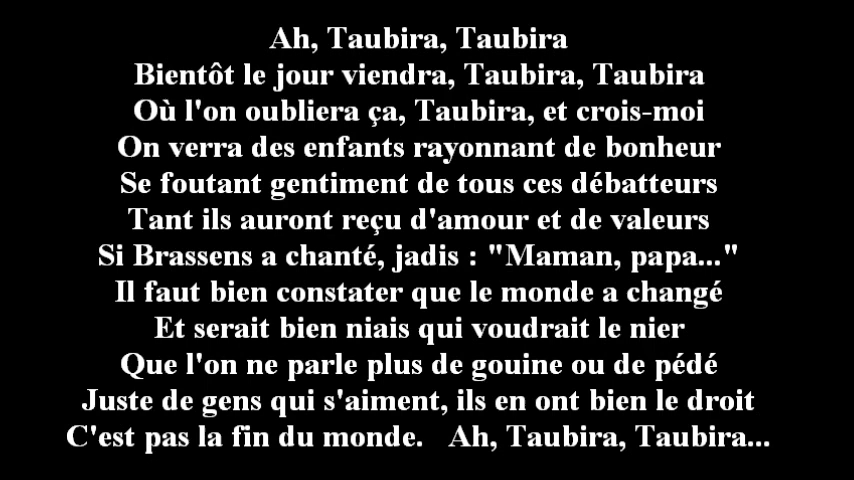 Ah, Taubira, Taubira
Bientôt le jour viendra, Taubira, Taubira
Où l'on oubliera ça, Taubira, et crois-moi
On verra des enfants rayonnant de bonheur
Se foutant gentiment de tous ces débatteurs
Tant ils auront reçu d'amour et de valeurs
Si Brassens a chanté, jadis : "Maman, papa..."
Il faut bien constater que le monde a changé
Et serait bien niais qui voudrait le nier
Que l'on ne parle plus de gouine ou de pédé
Juste de gens qui s'aiment, ils en ont bien le droit
C'est pas la fin du monde.   Ah, Taubira, Taubira...